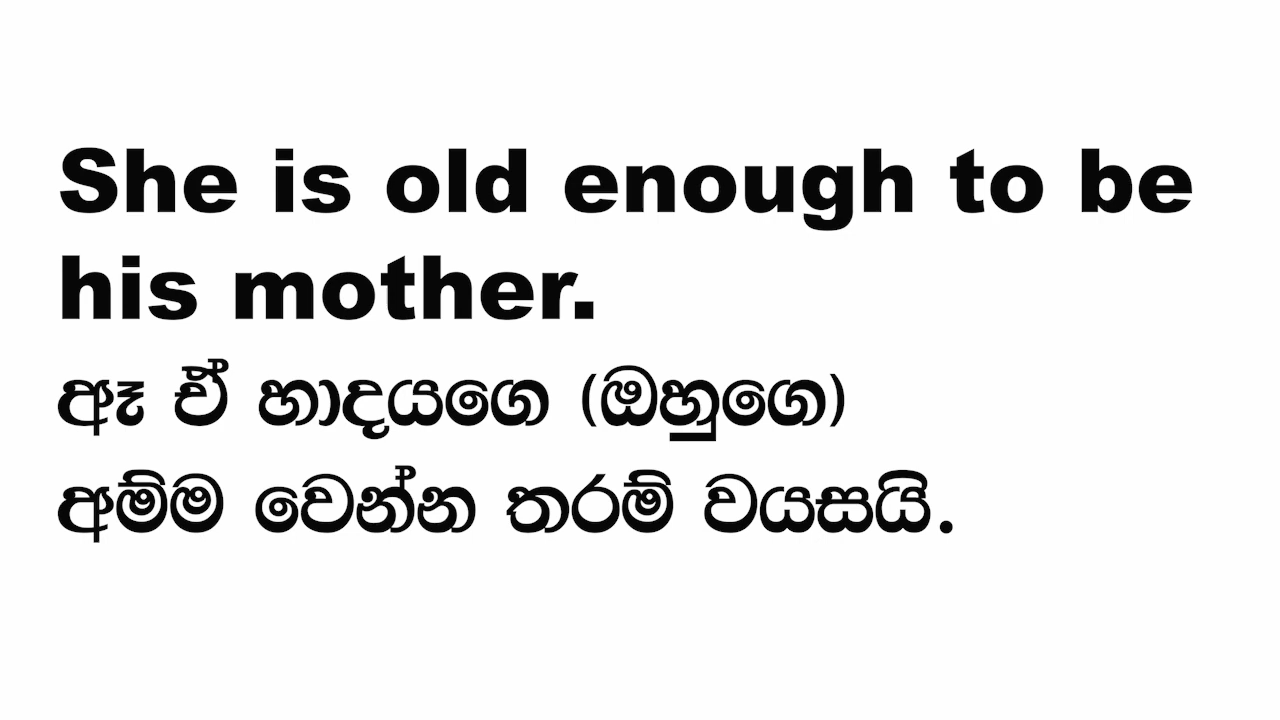 She is old enough to be
his mother.
ඈ ඒ හාදයගෙ (ඔහුගෙ)
අම්ම වෙන්න තරම් වයසයි.